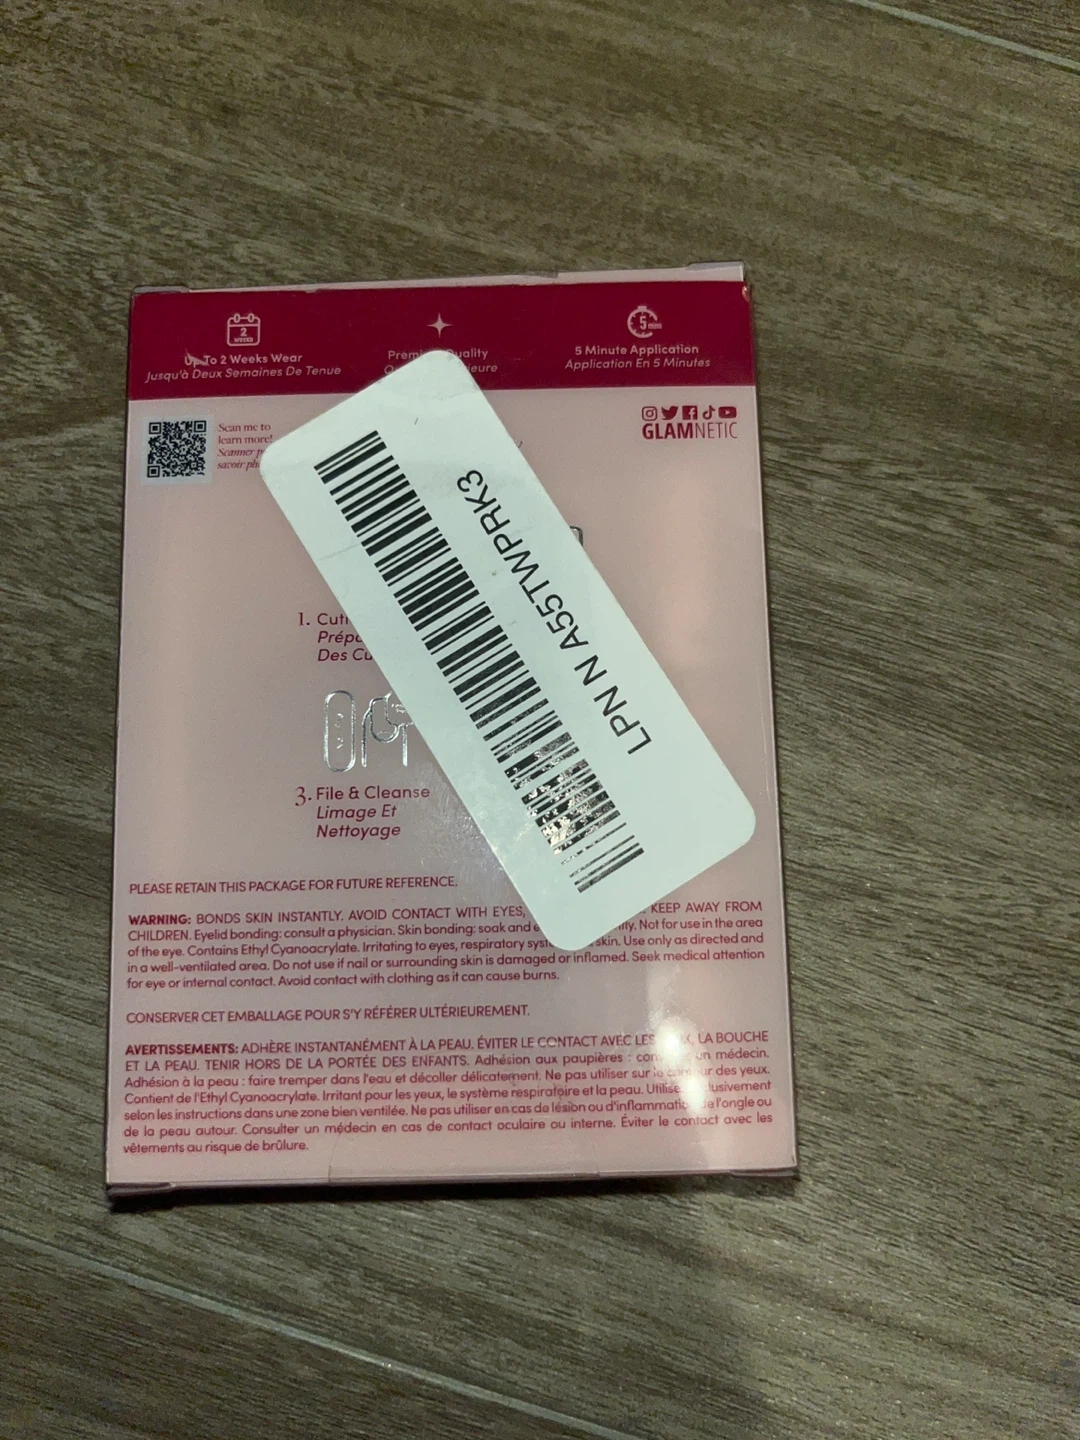 2
WEEKS
Up To 2 Weeks Wear
Jusqu'à Deux Semaines De Tenue
5 mins
5 Minute Application
Application En 5 Minutes
Scan me to
learn more!
Scanner
savoir
GLAMNETIC
LPN N A55TWPRK3
1.
Des
3. File & Cleanse
Limage Et
Nettoyage
PLEASE RETAIN THIS PACKAGE FOR FUTURE REFERENCE.
WARNING: BONDS SKIN INSTANTLY. AVOID CONTACT WITH EYES, KEEP AWAY FROM
CHILDREN. Eyelid bonding: consult a physician. Skin bonding: soak and Not for use in the area
of the eye. Contains Ethyl Cyanoacrylate. Irritating to eyes, respiratory skin. Use only as directed and
in a well-ventilated area. Do not use if nail or surrounding skin is damaged or inflamed. Seek medical attention
for eye or internal contact. Avoid contact with clothing as it can cause burns.
CONSERVER CET EMBALLAGE POUR S'Y RÉFÉRER ULTÉRIEUREMENT.
AVERTISSEMENTS: ADHÈRE INSTANTANÉMENT À LA PEAU. ÉVITER LE CONTACT AVEC LES LA BOUCHE
ET LA PEAU. TENIR HORS DE LA PORTÉE DES ENFANTS. Adhésion aux paupières : un médecin.
Adhésion à la peau : faire tremper dans l'eau et décoller délicatement. Ne pas utiliser sur le des yeux.
Contient de l'Ethyl Cyanoacrylate. Irritant pour les yeux, le système respiratoire et la peau.
selon les instructions dans une zone bien ventilée. Ne pas utiliser en cas de lésion ou d'inflammation de l'ongle ou
de la peau autour. Consulter un médecin en cas de contact oculaire ou interne. Éviter le contact avec les
vêtements au risque de brûlure.